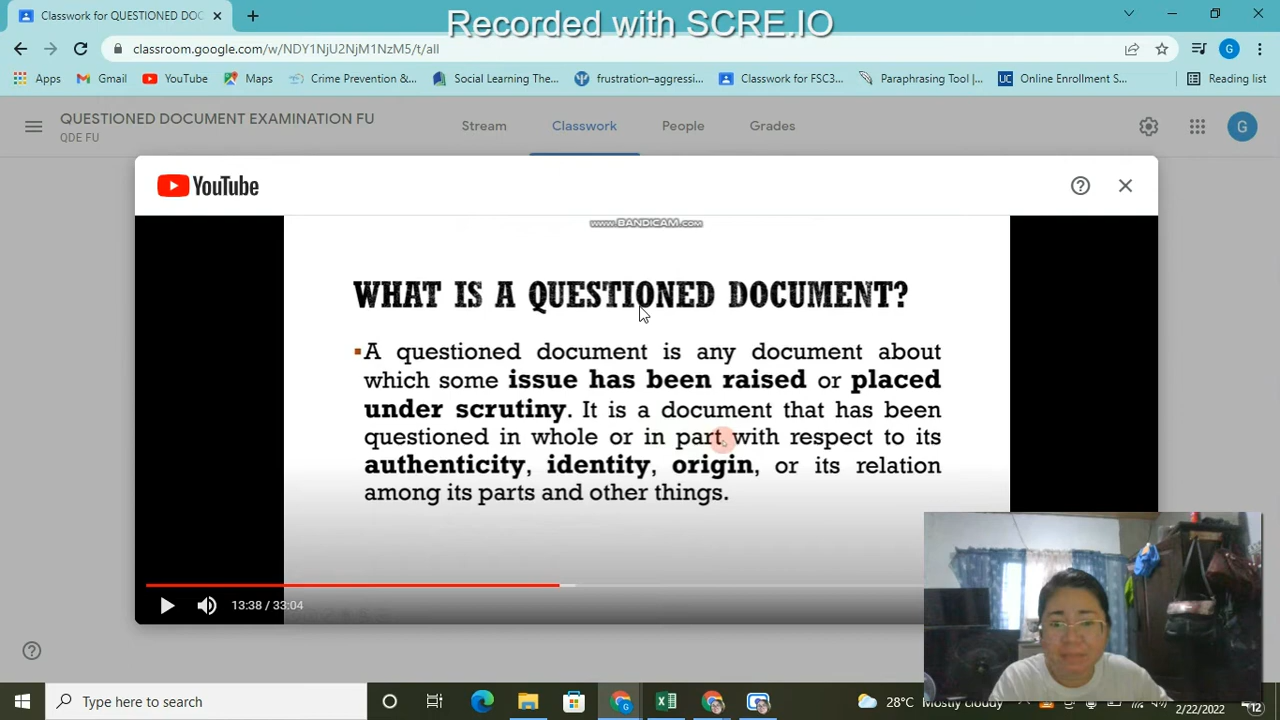 Classwork for QUESTIONED DOC
Recorded with SCRE.IO
classroom.google.com/w/NDY1NjU2NjM1NzM5/t/all
G
Apps
Gmail
YouTube
Maps
Crime Prevention &...
Social Learning The...
frustration–aggressi...
Classwork for FSC3...
Paraphrasing Tool |...
UC
Online Enrollment S...
Reading list
QUESTIONED DOCUMENT EXAMINATION FU
QDE FU
Stream
Classwork
People
Grades
G
YouTube
www.BANDICAM.com
WHAT IS A QUESTIONED DOCUMENT?
A questioned document is any document about
which some issue has been raised or placed
under scrutiny. It is a document that has been
questioned in whole or in part with respect to its
authenticity, identity, origin, or its relation
among its parts and other things.
13:38 / 33:04
Type here to search
28°C
Mostly cloudy
2/22/2022
12